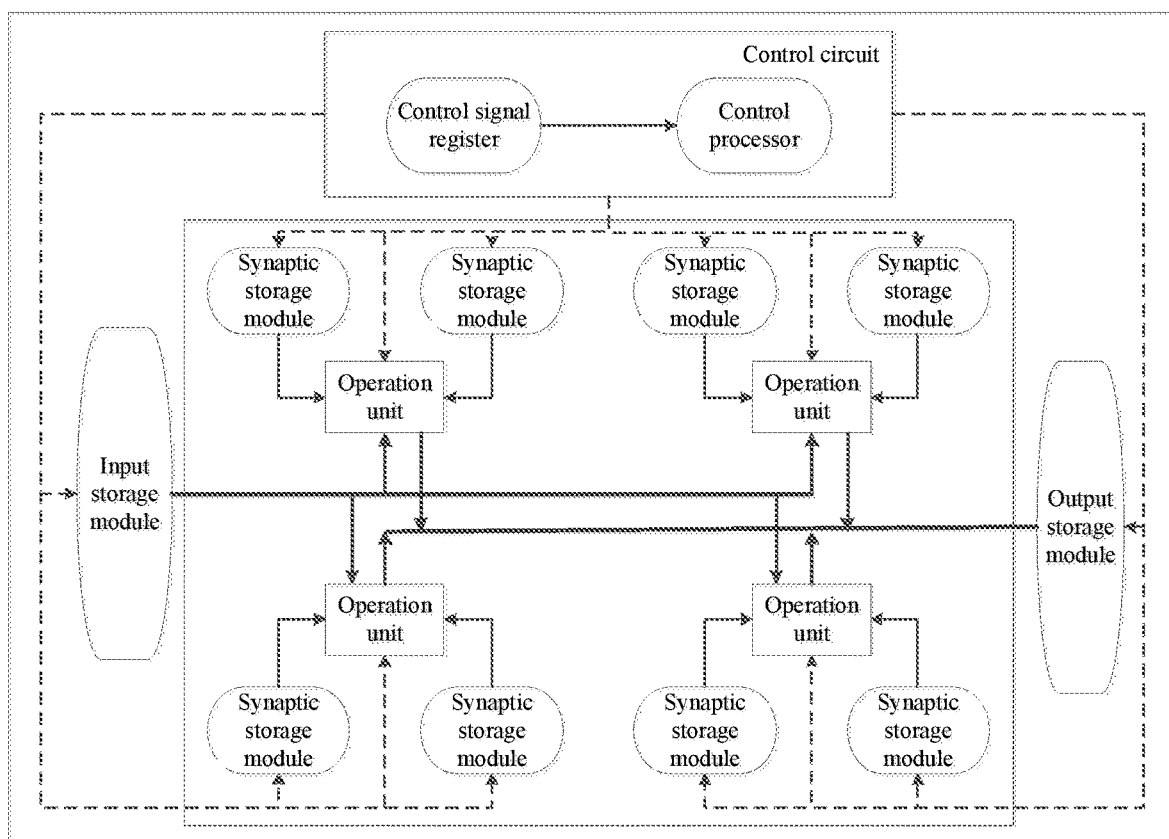 Control circuit
Control signal
register
Control
processor
Synaptic
storage
module
Synaptic
storage
module
Synaptic
storage
module
Synaptic
storage
module
Operation
unit
Operation
unit
Input
storage
module
Output
storage
module
Operation
unit
Operation
unit
Synaptic
storage
module
Synaptic
storage
module
Synaptic
storage
module
Synaptic
storage
module